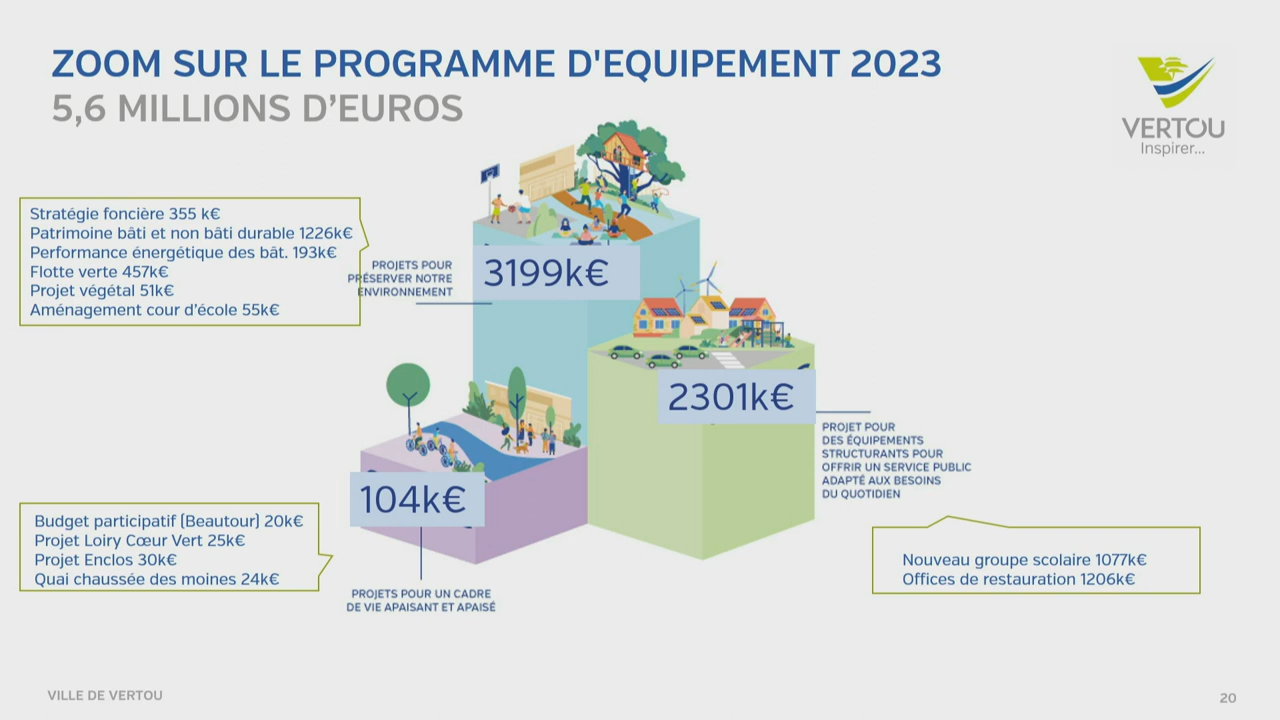 ZOOM SUR LE PROGRAMME D'EQUIPEMENT 2023
5,6 MILLIONS D’EUROS
VERTOU
Inspirer...
Stratégie foncière 355 k€
Patrimoine bâti et non bâti durable 1226k€
Performance énergétique des bât. 193k€
Flotte verte 457k€
Projet végétal 51k€
Aménagement cour d’école 55k€
PROJETS POUR
PRÉSERVER NOTRE
ENVIRONNEMENT
3199k€
2301k€
PROJET POUR
DES ÉQUIPEMENTS
STRUCTURANTS POUR
OFFRIR UN SERVICE PUBLIC
ADAPTÉ AUX BESOINS
DU QUOTIDIEN
104k€
Budget participatif (Beautour) 20k€
Projet Loiry Cœur Vert 25k€
Projet Enclos 30k€
Quai chaussée des moines 24k€
PROJETS POUR UN CADRE
DE VIE APAISANT ET APAISÉ
Nouveau groupe scolaire 1077k€
Offices de restauration 1206k€
VILLE DE VERTOU
20